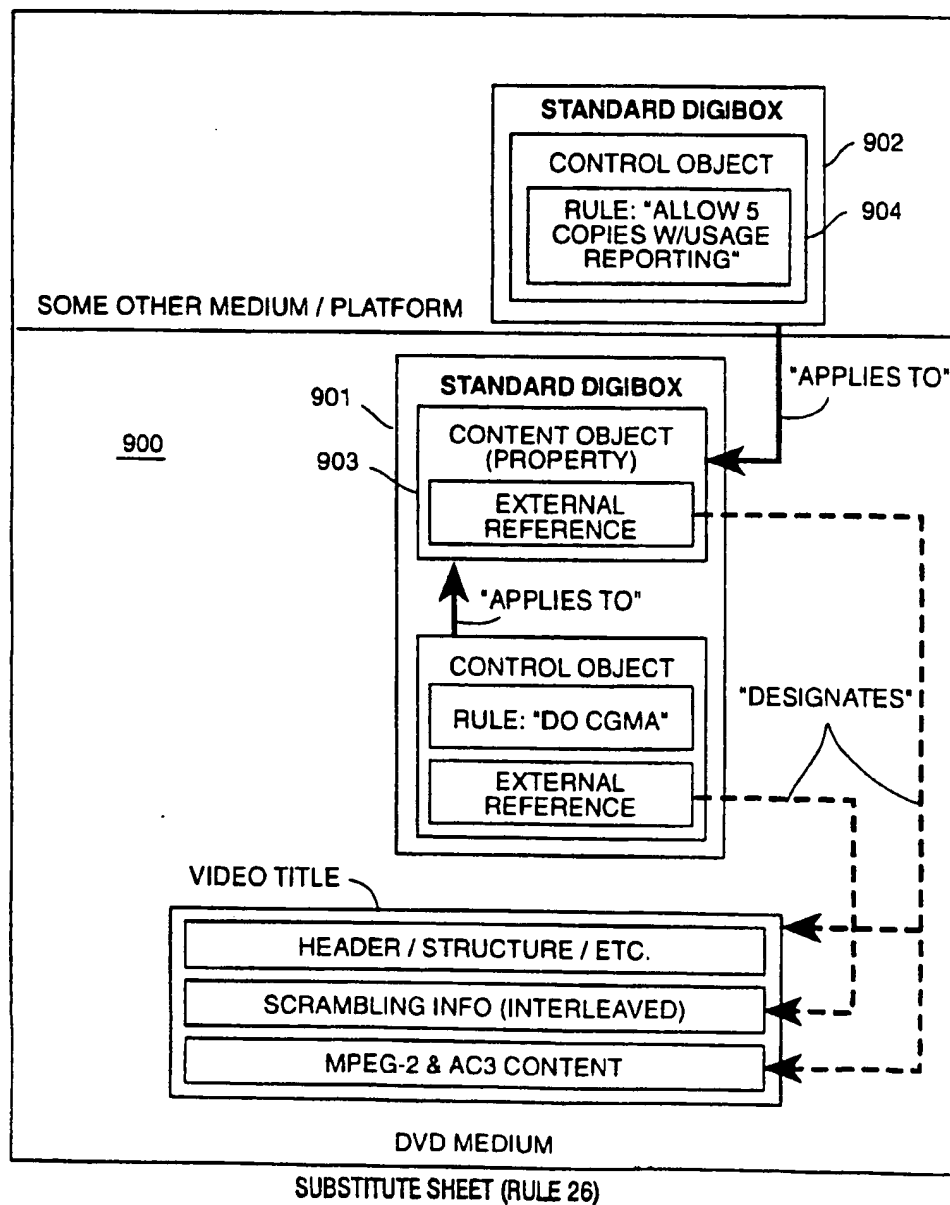 STANDARD DIGIBOX
902
CONTROL OBJECT
904
RULE: "ALLOW 5
COPIES W/USAGE
REPORTING"
SOME OTHER MEDIUM / PLATFORM
"APPLIES TO"
STANDARD DIGIBOX
901
CONTENT OBJECT
(PROPERTY)
900
903
EXTERNAL
REFERENCE
"APPLIES TO"
CONTROL OBJECT
"DESIGNATES"
RULE: "DO CGMA"
EXTERNAL
REFERENCE
VIDEO TITLE
HEADER / STRUCTURE / ETC.
SCRAMBLING INFO (INTERLEAVED)
MPEG-2 & AC3 CONTENT
DVD MEDIUM
SUBSTITUTE SHEET (RULE 26)